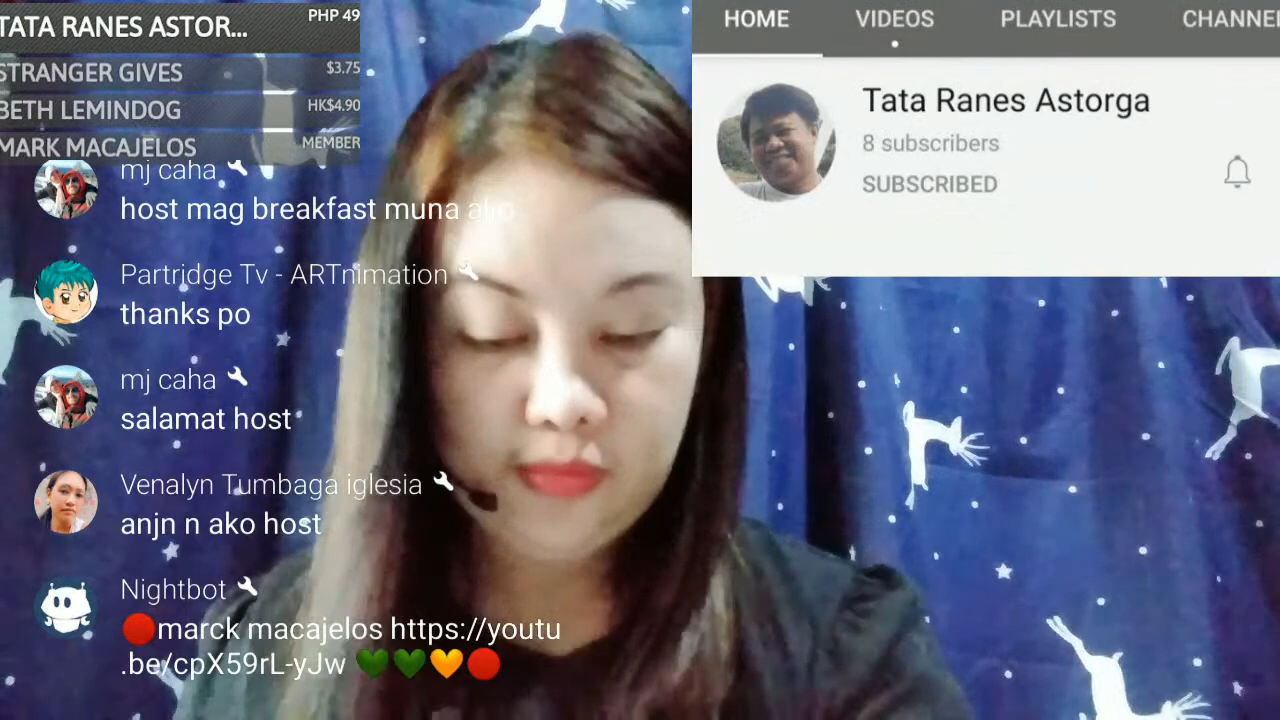 TATA RANES ASTOR... PHP 49
STRANGER GIVES $3.75
BETH LEMINDOG HK$4.90
MARK MACAJELOS MEMBER
mj caha
host mag breakfast muna ako
Partridge Tv - ARTnimation
thanks po
mj caha
salamat host
Venalyn Tumbaga iglesia
anjn n ako host
Nightbot
🔴marck macajelos https://youtu
.be/cpX59rL-yJw 💚💚🧡🔴
HOME VIDEOS PLAYLISTS CHANNE
Tata Ranes Astorga
8 subscribers
SUBSCRIBED